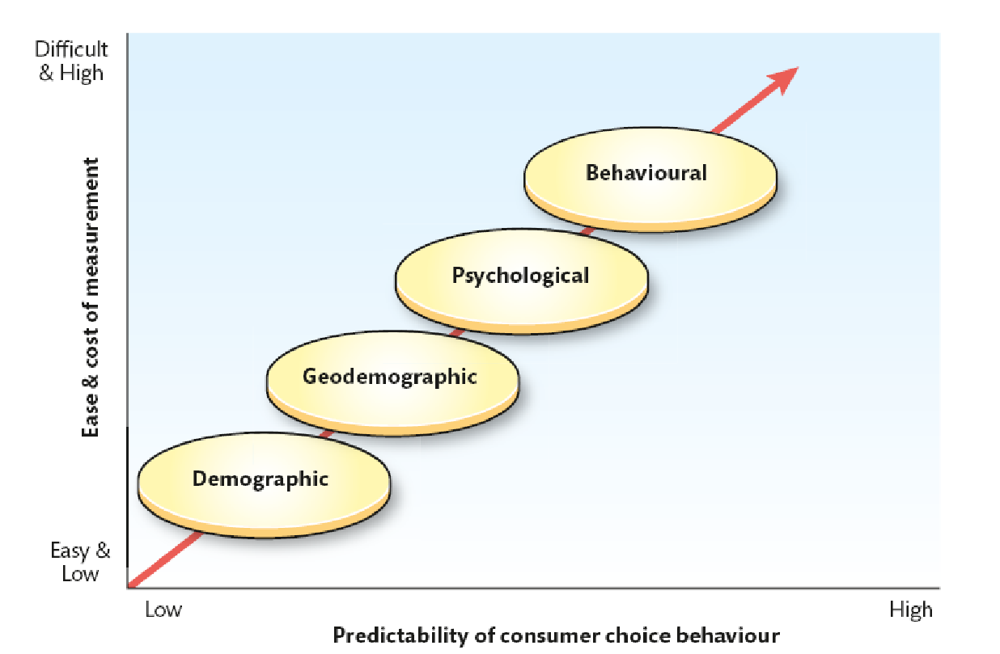 Difficult
& High
Ease & cost of measurement
Behavioural
Psychological
Geodemographic
Demographic
Easy &
Low
Low
High
Predictability of consumer choice behaviour